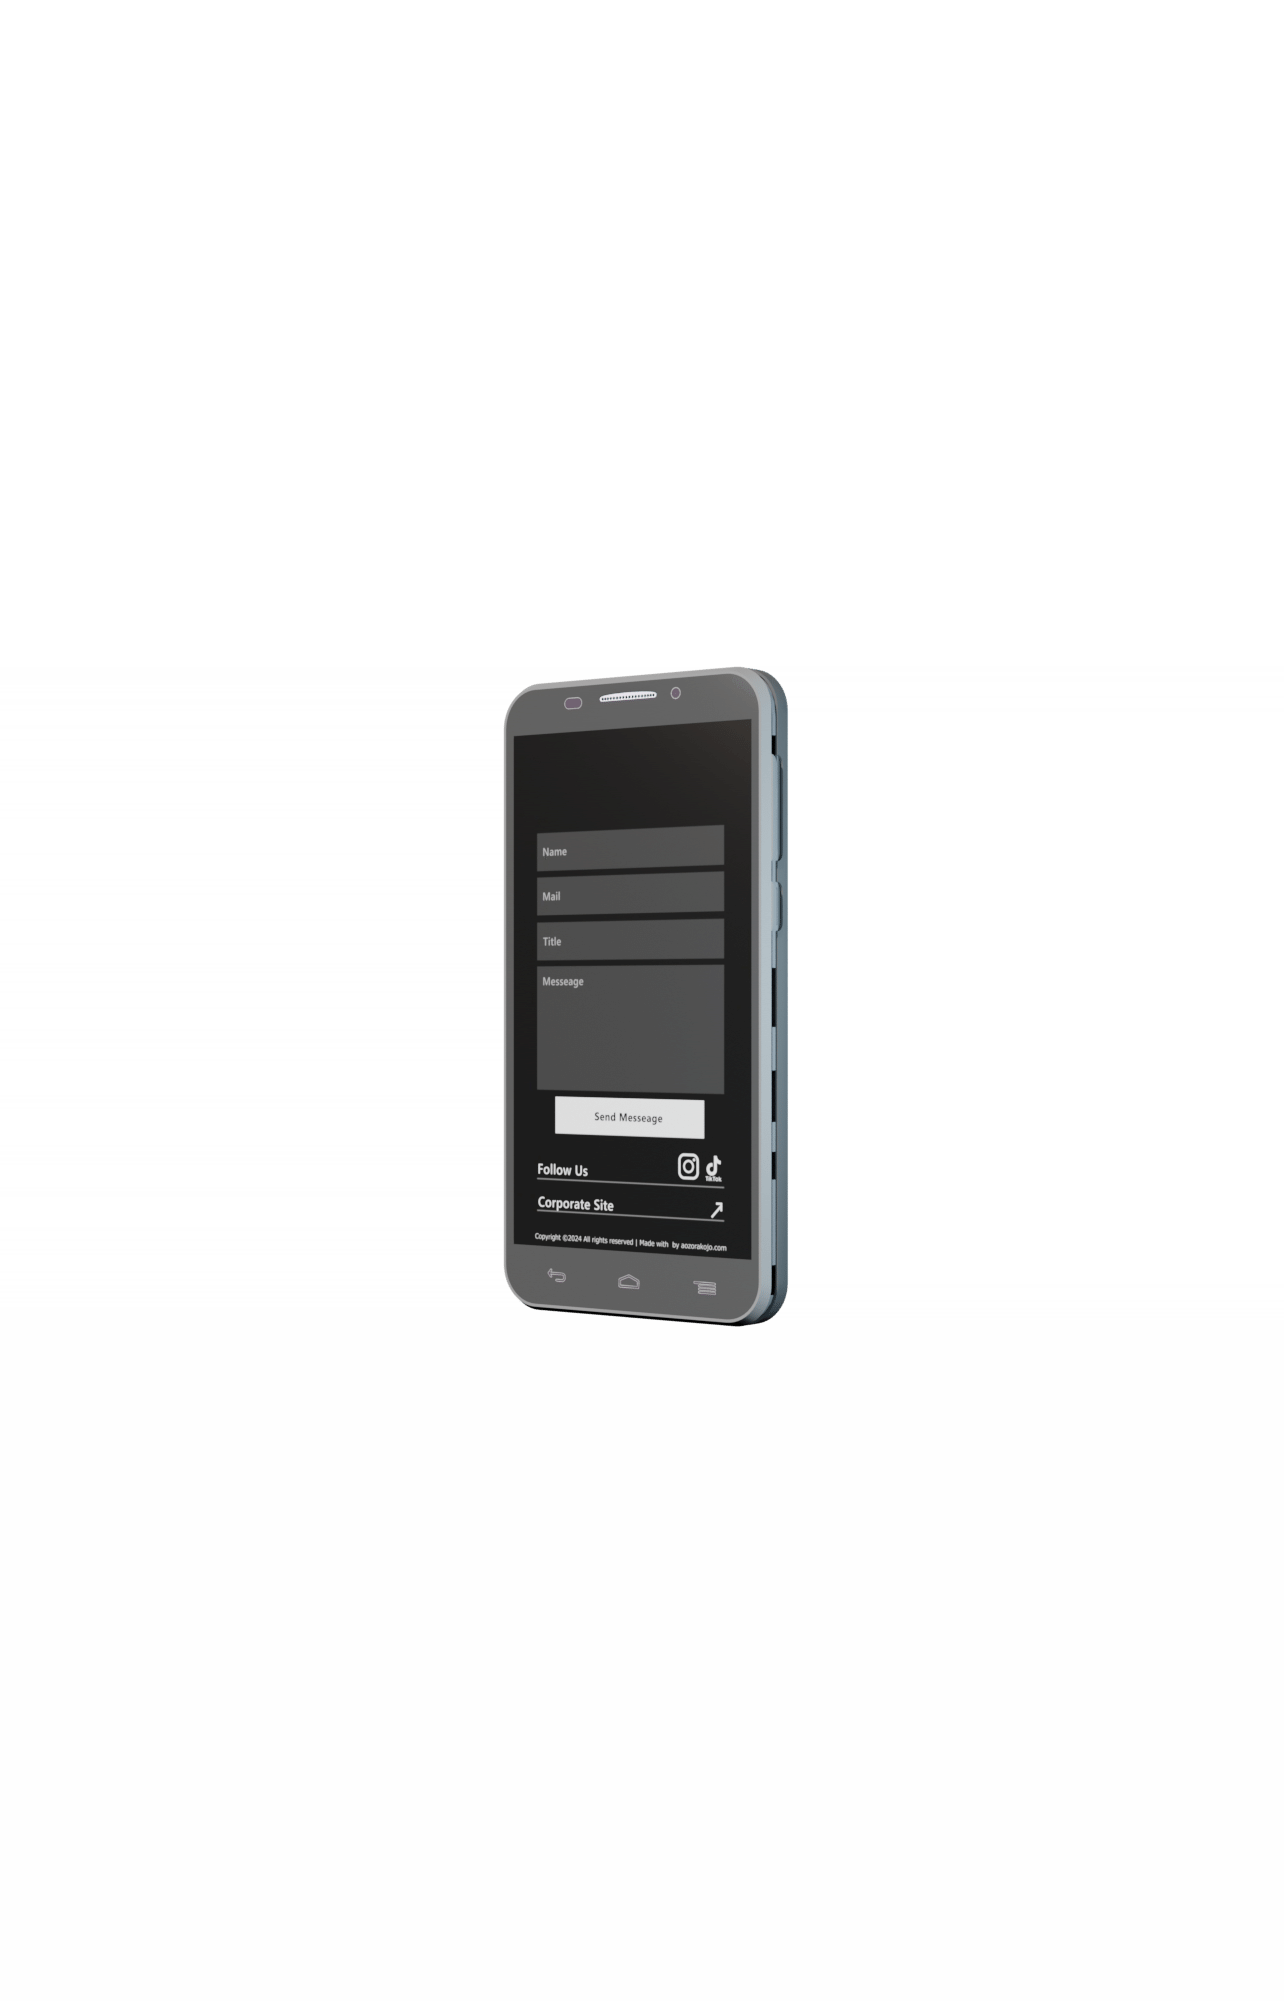 Name
Mail
Title
Messeage
Send Messeage
Follow Us
TikTok
Corporate Site
Copyright ©2024 All rights reserved | Made with by aozorakojo.com